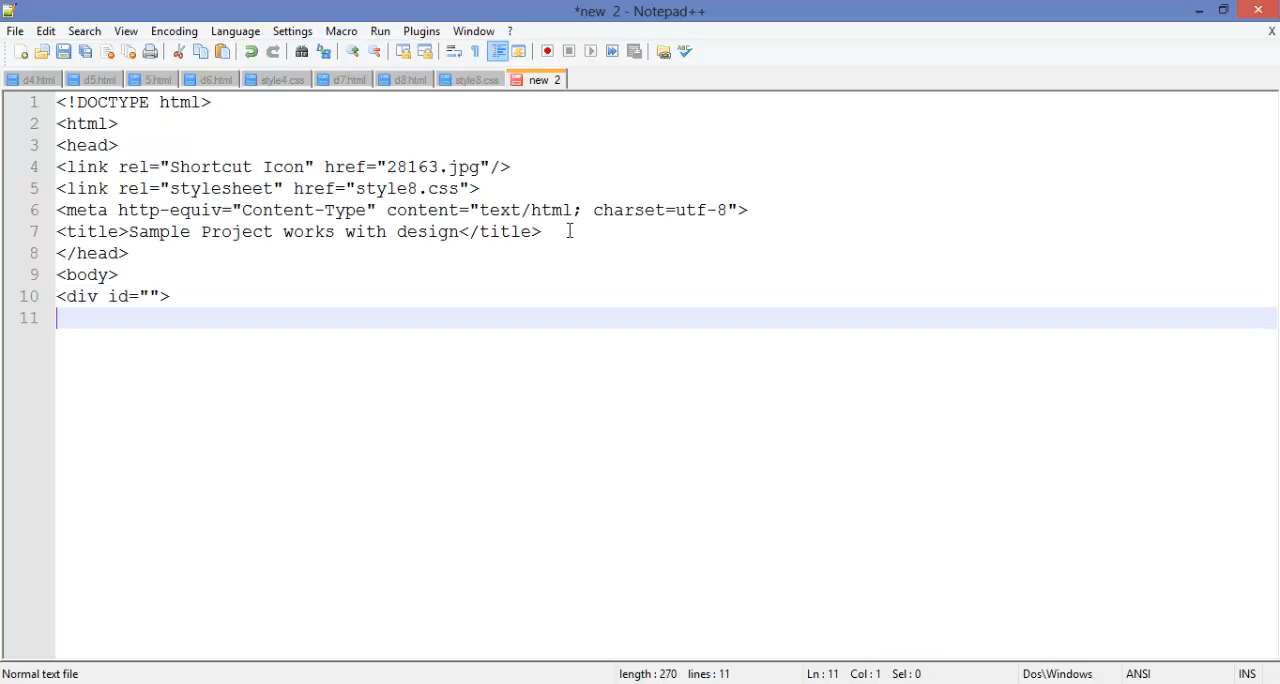 *new 2 - Notepad++
File Edit Search View Encoding Language Settings Macro Run Plugins Window ? X
d4.html d5.html 5.html d6.html style4.css d7.html d8.html style8.css new 2
1 <!DOCTYPE html>
2 <html>
3 <head>
4 <link rel="Shortcut Icon" href="28163.jpg"/>
5 <link rel="stylesheet" href="style8.css">
6 <meta http-equiv="Content-Type" content="text/html; charset=utf-8">
7 <title>Sample Project works with design</title>
8 </head>
9 <body>
10 <div id="">
11
Normal text file length : 270 lines : 11 Ln : 11 Col : 1 Sel : 0 Dos\Windows ANSI INS